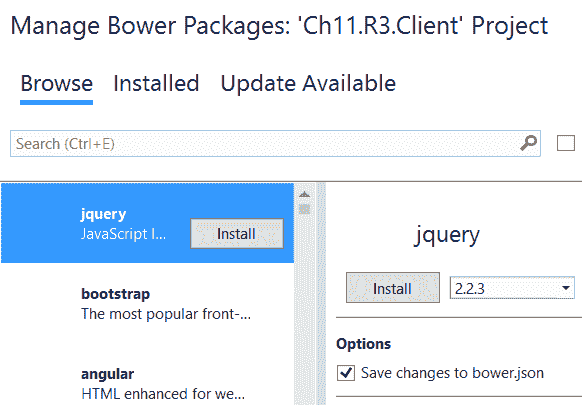 Manage Bower Packages: 'Ch11.R3.Client' Project
Browse Installed Update Available
Search (Ctrl+E)
jquery
JavaScript l... Install
bootstrap
The most popular front-...
angular
HTML enhanced for we...
jquery
Install 2.2.3
Options
Save changes to bower.json